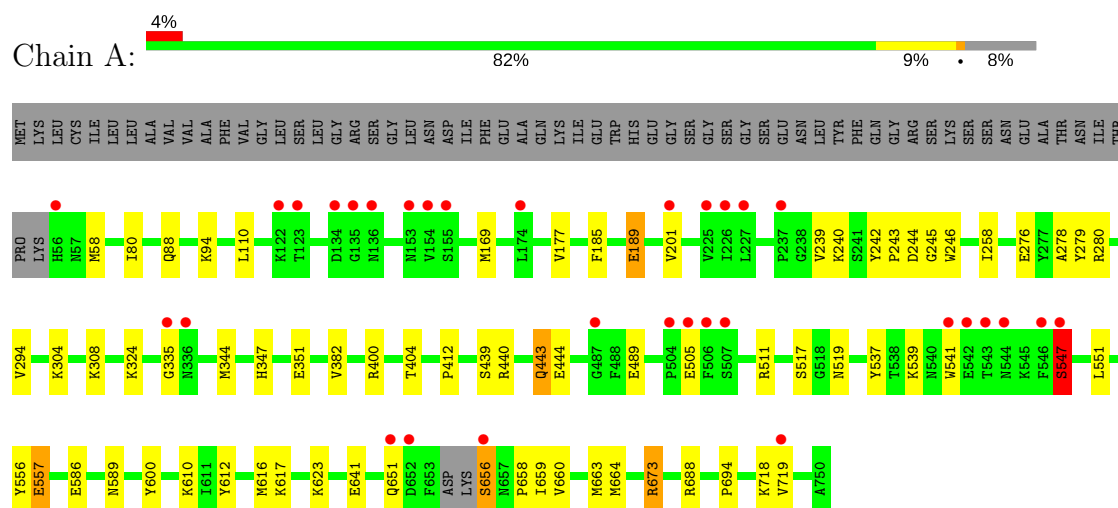 4%
Chain A:
82% 9% • 8%
MET LYS LEU CYS ILE LEU LEU ALA VAL VAL ALA PHE VAL GLY LEU SER LEU GLY ARG SER GLY LEU ASN ASP ILE PHE GLU ALA GLN LYS ILE GLU TRP HIS GLU GLY SER GLY SER GLU ASN LEU TYR PHE GLN GLY ARG SER LYS SER SER ASN GLU ALA THR ASN ILE TRP
PRO LYS H56 N57 M58 I80 Q88 K94 L110 K122 T123 D134 G135 N136 N153 V154 S155 M169 L174 V177 F185 E189 V201 V225 I226 L227 P237 G238 V239 K240 S241 Y242 P243 D244 G245 W246 I258 E276 Y277 A278 Y279 R280
V294 K304 K308 K324 G335 N336 M344 H347 E351 V382 R400 T404 P412 S439 R440 Q443 E444 G487 F488 E489 P504 E505 F506 S507 R511 S517 G518 N519 Y537 T538 K539 N540 W541 E542 T543 N544 K545 F546 S547 L551
Y556 E557 E586 N589 Y600 K610 I611 Y612 M616 K617 K623 E641 Q651 D652 F653 ASP LYS S656 N657 P658 I659 V660 M663 M664 R673 R688 P694 K718 V719 A750